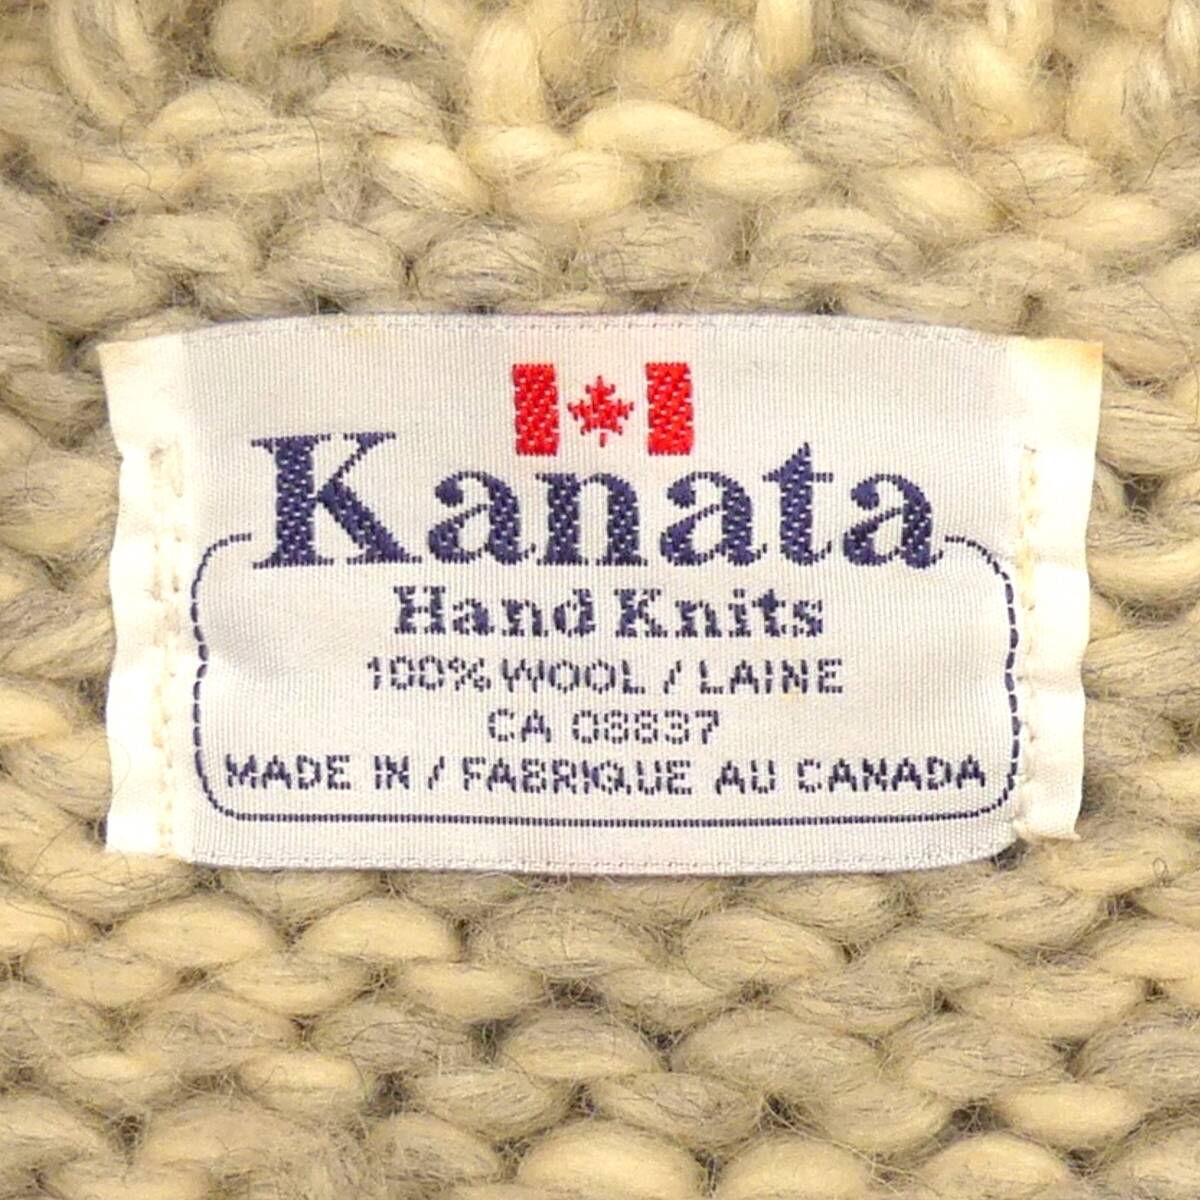 Kanata
Hand Knits
100% WOOL / LAINE
CA 08837
MADE IN / FABRIQUE AU CANADA